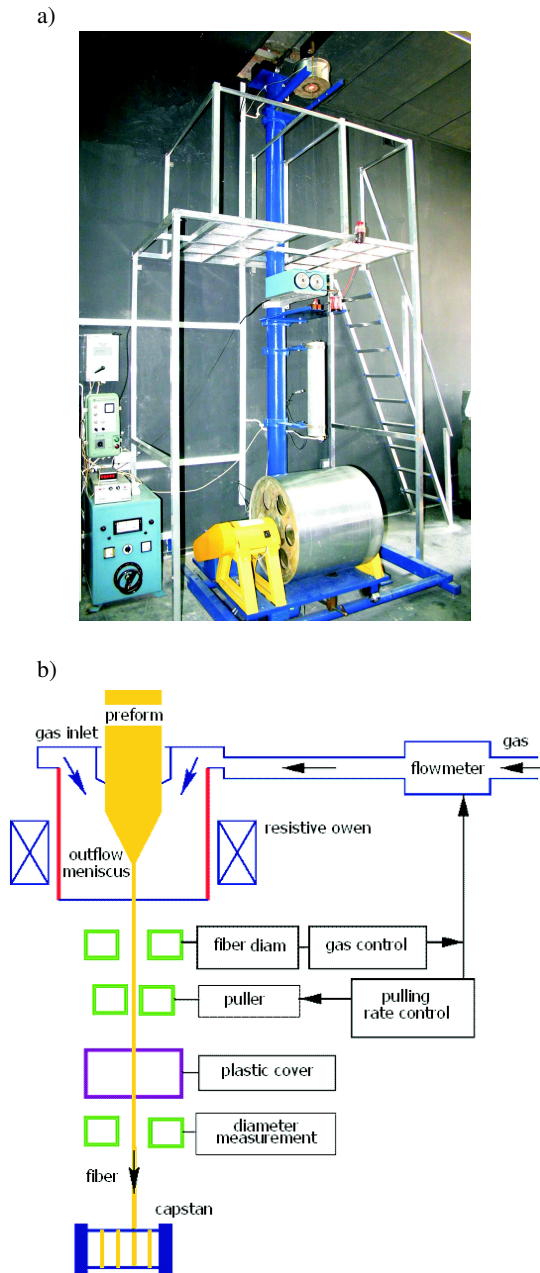 a)
b)
preform
gas inlet
gas
flowmeter
resistive owen
outflow
meniscus
fiber diam
gas control
puller
pulling
rate control
plastic cover
diameter
measurement
fiber
capstan